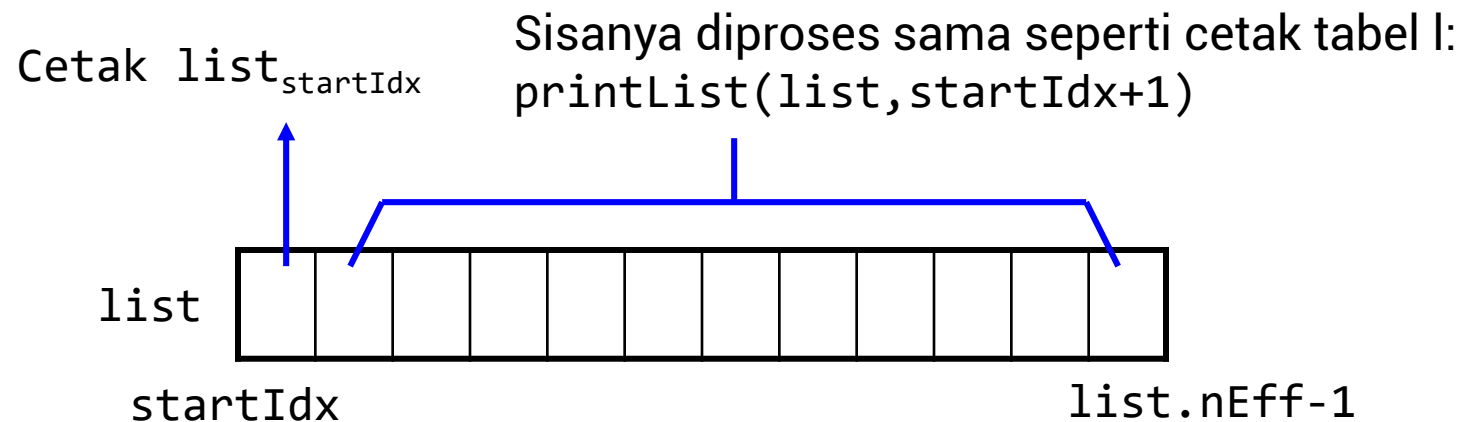 Cetak list startIdx
Sisanya diproses sama seperti cetak tabel l:
printList(list,startIdx+1)
list
startIdx
list.nEff-1